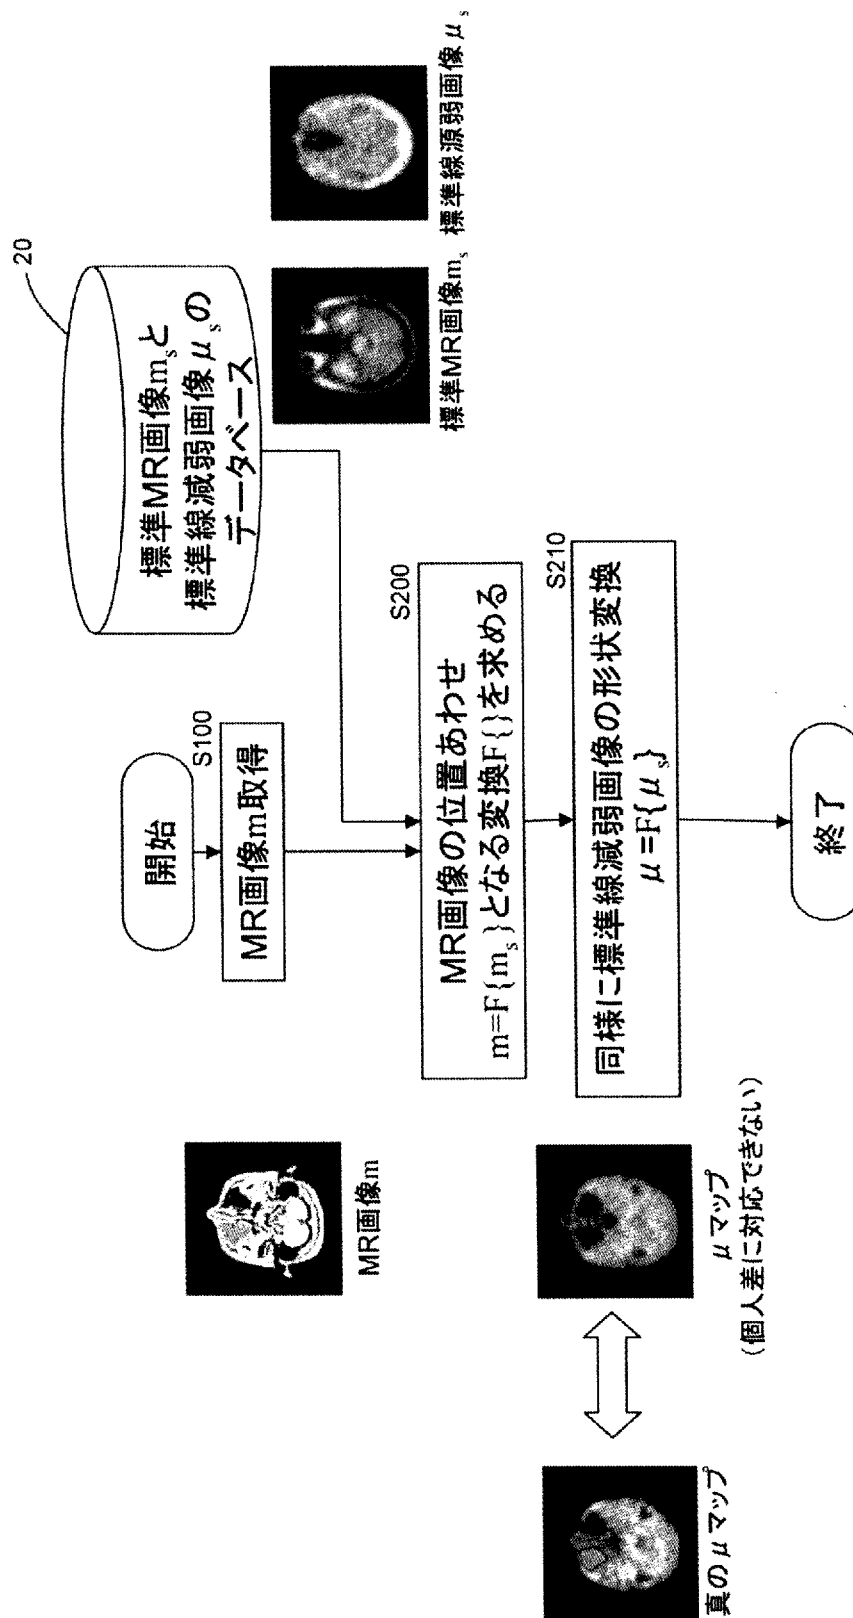 開始
S100
MR画像m取得
20
標準MR画像mₛと
標準線減弱画像μₛの
データベース
標準MR画像mₛ
標準線源弱画像μₛ
MR画像m
S200
MR画像の位置あわせ
m=F{mₛ}となる変換F{}を求める
S210
同様に標準線減弱画像の形状変換
μ=F{μₛ}
終了
真のμマップ
μマップ
(個人差に対応できない)